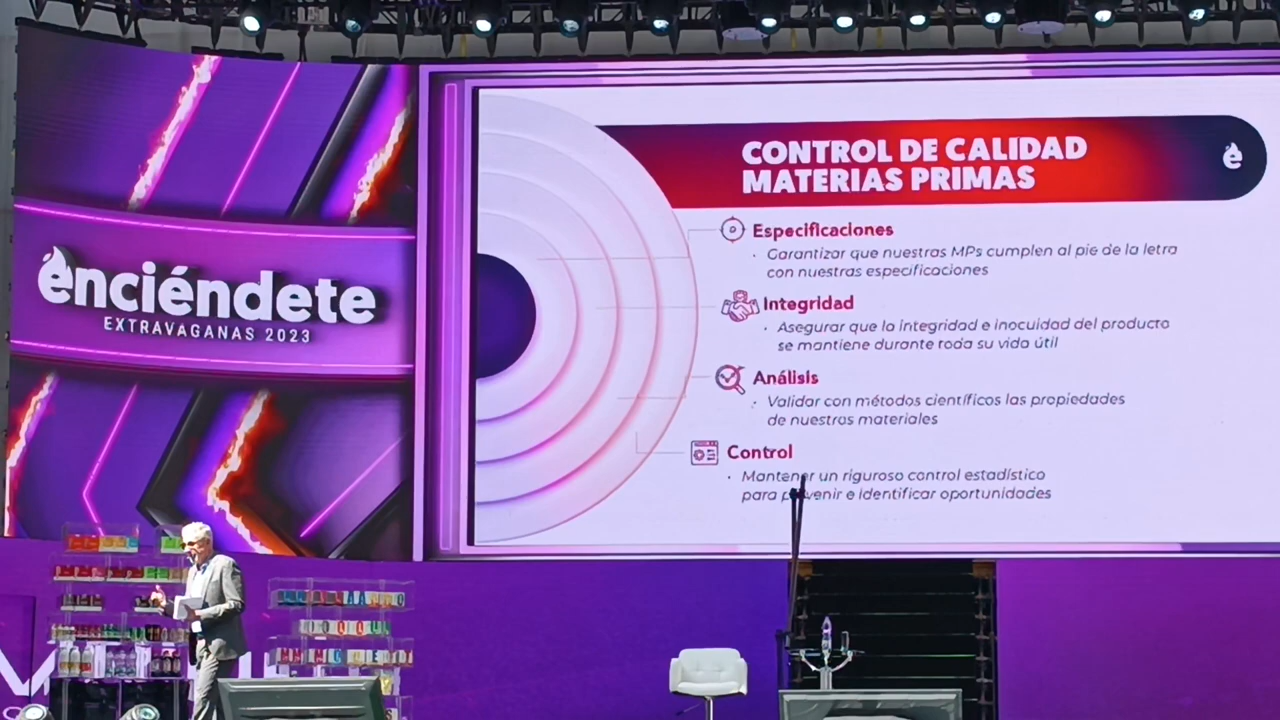 enciéndete
EXTRAVAGANAS 2023
CONTROL DE CALIDAD
MATERIAS PRIMAS
e
Especificaciones
· Garantizar que nuestras MPs cumplen al pie de la letra
con nuestras especificaciones
Integridad
· Asegurar que la integridad e inocuidad del producto
se mantiene durante toda su vida útil
Análisis
· Validar con métodos científicos las propiedades
de nuestros materiales
Control
· Mantener un riguroso control estadístico
para prevenir e identificar oportunidades